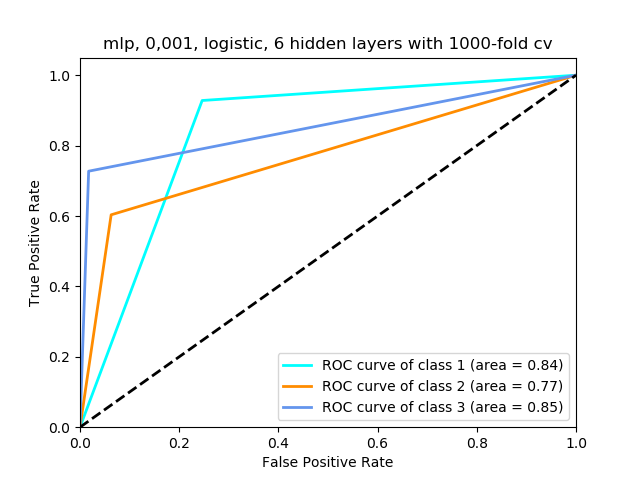 mlp, 0,001, logistic, 6 hidden layers with 1000-fold cv
True Positive Rate
1.0
0.8
0.6
0.4
0.2
0.0
ROC curve of class 1 (area = 0.84)
ROC curve of class 2 (area = 0.77)
ROC curve of class 3 (area = 0.85)
0.0 0.2 0.4 0.6 0.8 1.0
False Positive Rate